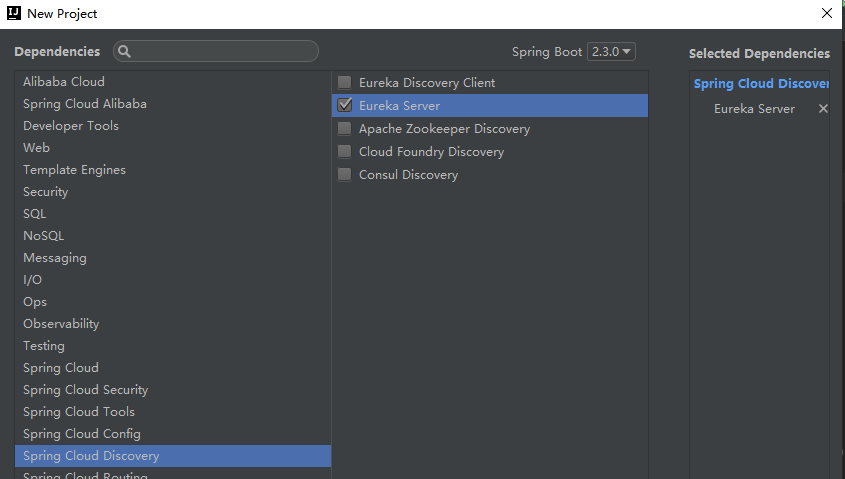 New Project
Dependencies
Spring Boot 2.3.0
Selected Dependencies
Alibaba Cloud
Spring Cloud Alibaba
Developer Tools
Web
Template Engines
Security
SQL
NoSQL
Messaging
I/O
Ops
Observability
Testing
Spring Cloud
Spring Cloud Security
Spring Cloud Tools
Spring Cloud Config
Spring Cloud Discovery
Spring Cloud Routing
Eureka Discovery Client
Eureka Server
Apache Zookeeper Discovery
Cloud Foundry Discovery
Consul Discovery
Spring Cloud Discover
Eureka Server